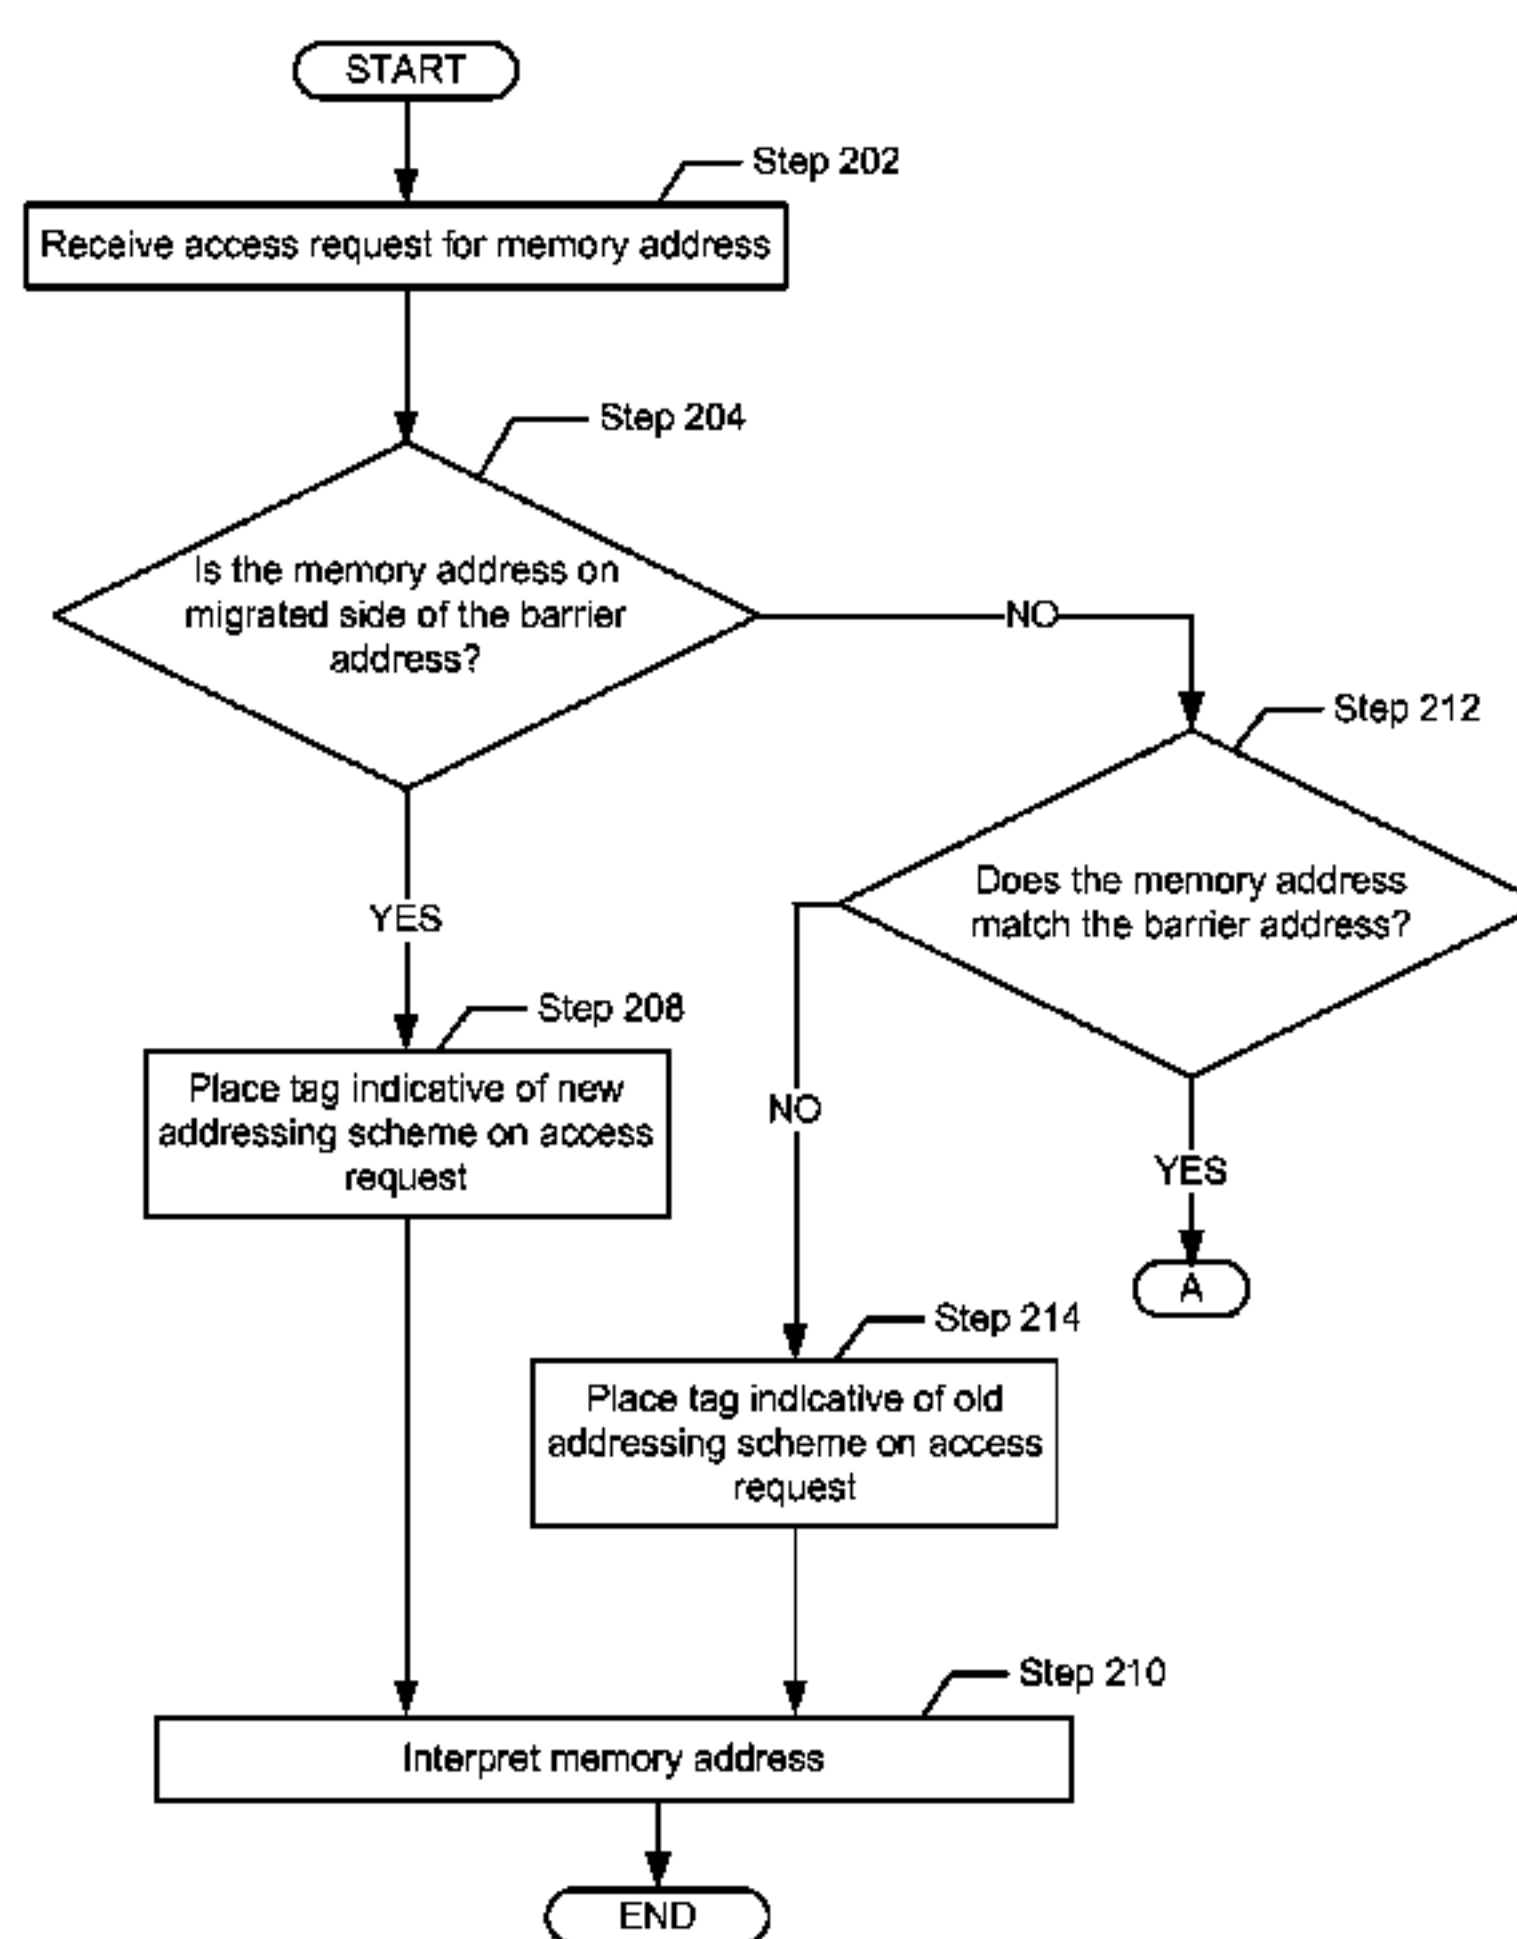 START
Step 202
Receive access request for memory address
Step 204
Is the memory address on
migrated side of the barrier
address?
NO
Step 212
Does the memory address
match the barrier address?
YES
Step 208
Place tag indicative of new
addressing scheme on access
request
NO
YES
A
Step 214
Place tag indicative of old
addressing scheme on access
request
Step 210
Interpret memory address
END